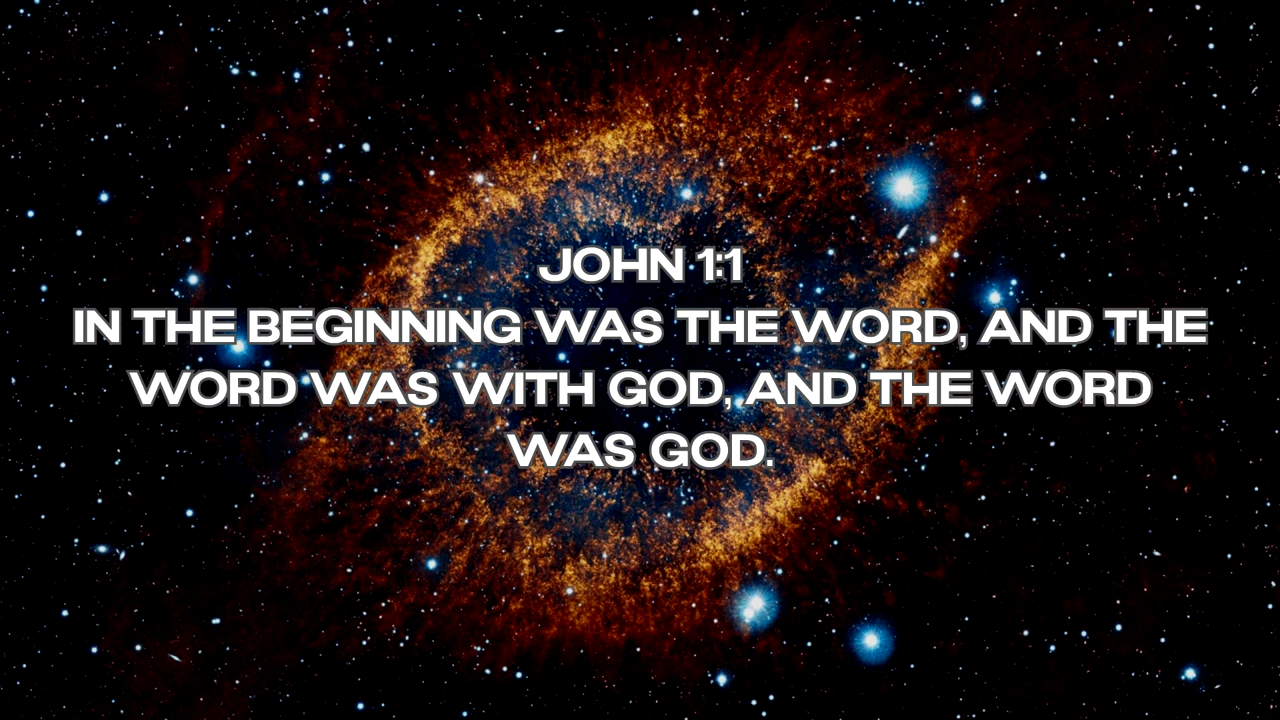 JOHN 1:1
IN THE BEGINNING WAS THE WORD, AND THE
WORD WAS WITH GOD, AND THE WORD
WAS GOD.